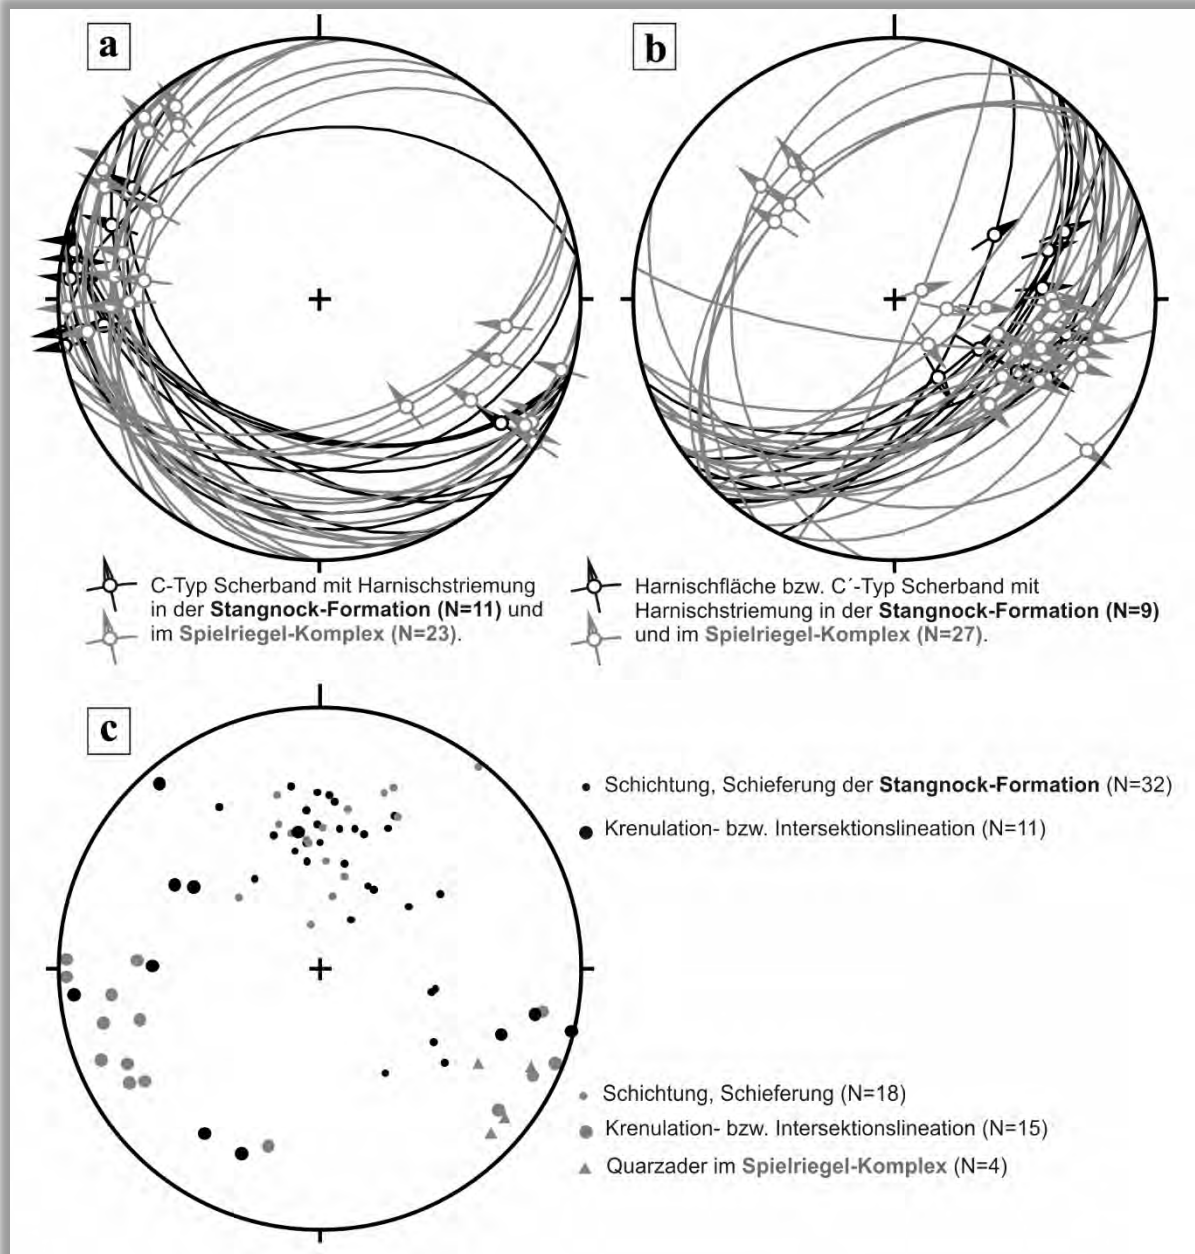 a
b
C-Typ Scherband mit Harnischstriemung
in der Stangnock-Formation (N=11) und
im Spielriegel-Komplex (N=23).
Harnischfläche bzw. C´-Typ Scherband mit
Harnischstriemung in der Stangnock-Formation (N=9)
und im Spielriegel-Komplex (N=27).
c
Schichtung, Schieferung der Stangnock-Formation (N=32)
Krenulation- bzw. Intersektionslineation (N=11)
Schichtung, Schieferung (N=18)
Krenulation- bzw. Intersektionslineation (N=15)
Quarzader im Spielriegel-Komplex (N=4)